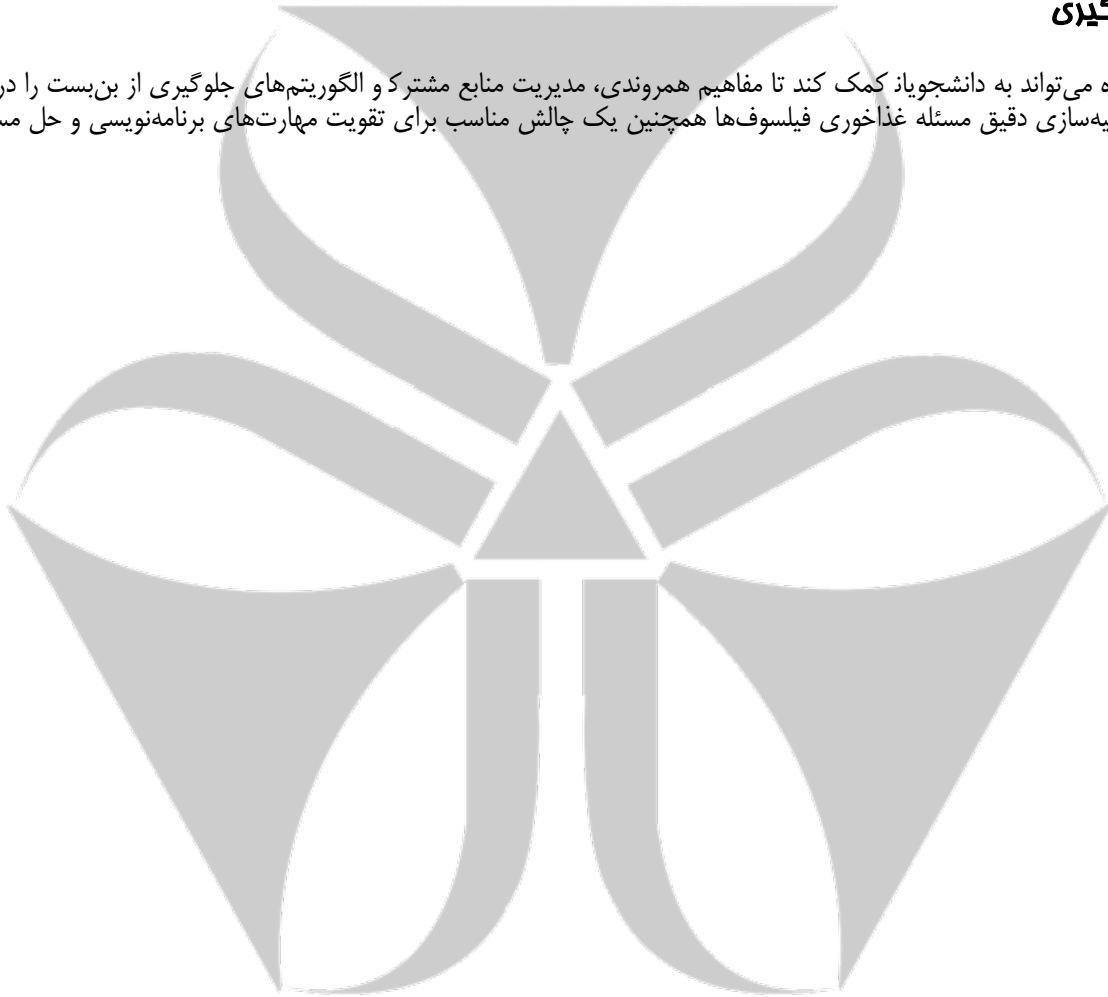 گیری
ه می‌تواند به دانشجویان کمک کند تا مفاهیم همروندی، مدیریت منابع مشترک و الگوریتم‌های جلوگیری از بن‌بست را در
یه‌سازی دقیق مسئله غذاخوری فیلسوف‌ها همچنین یک چالش مناسب برای تقویت مهارت‌های برنامه‌نویسی و حل مس